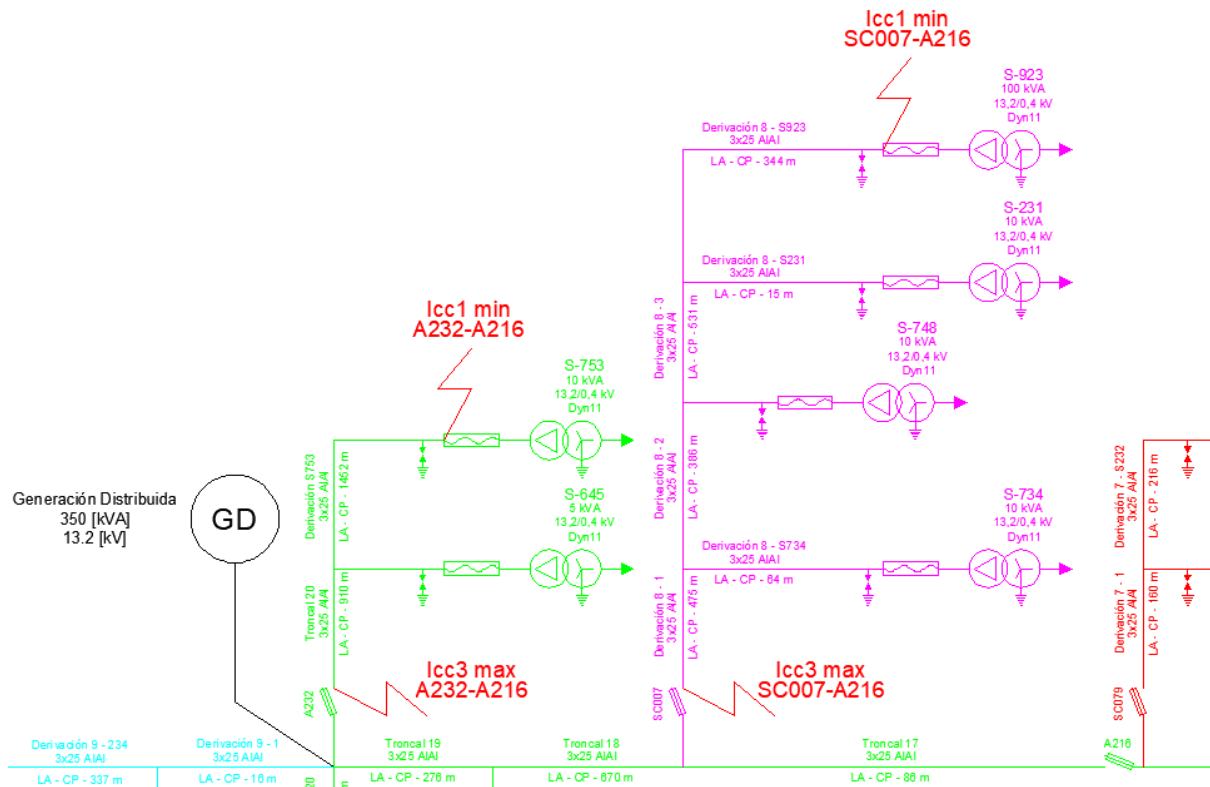 Icc1 min
SC007-A216
S-923
100 kVA
13,2/0,4 kV
Dyn11
Derivación 8 - S923
3x25 AlAl
LA - CP - 344 m
S-231
10 kVA
13,2/0,4 kV
Dyn11
Derivación 8 - S231
3x25 AlAl
LA - CP - 15 m
Derivación 8 - 3
3x25 AlAl
LA - CP - 531 m
Icc1 min
A232-A216
S-748
10 kVA
13,2/0,4 kV
Dyn11
S-753
10 kVA
13,2/0,4 kV
Dyn11
Derivación S753
3x25 AlAl
LA - CP - 1452 m
Derivación 8 - 2
3x25 AlAl
LA - CP - 386 m
Derivación 7 - S232
3x25 AlAl
LA - CP - 216 m
Generación Distribuida
350 [kVA]
13.2 [kV]
GD
S-645
5 kVA
13,2/0,4 kV
Dyn11
S-734
10 kVA
13,2/0,4 kV
Dyn11
Derivación 8 - S734
3x25 AlAl
LA - CP - 64 m
Troncal 20
3x25 AlAl
LA - CP - 910 m
Derivación 8 - 1
3x25 AlAl
LA - CP - 475 m
Derivación 7 - 1
3x25 AlAl
LA - CP - 160 m
Icc3 max
A232-A216
Icc3 max
SC007-A216
A232
SC007
SC079
A216
Derivación 9 - 234
3x25 AlAl
LA - CP - 337 m
Derivación 9 - 1
3x25 AlAl
LA - CP - 16 m
Troncal 19
3x25 AlAl
LA - CP - 276 m
Troncal 18
3x25 AlAl
LA - CP - 670 m
Troncal 17
3x25 AlAl
LA - CP - 86 m
20
m